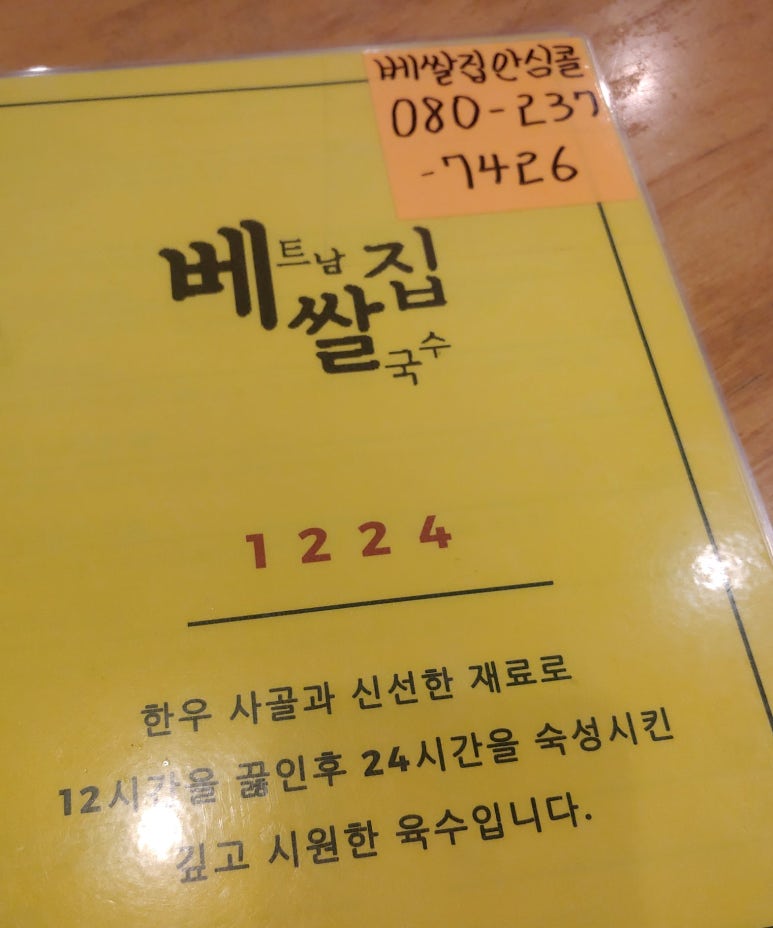 베쌀집안심콜
080-237
-7426
베트남 집
쌀국수
1224
한우 사골과 신선한 재료로
12시간을 끓인후 24시간을 숙성시킨
깊고 시원한 육수입니다.